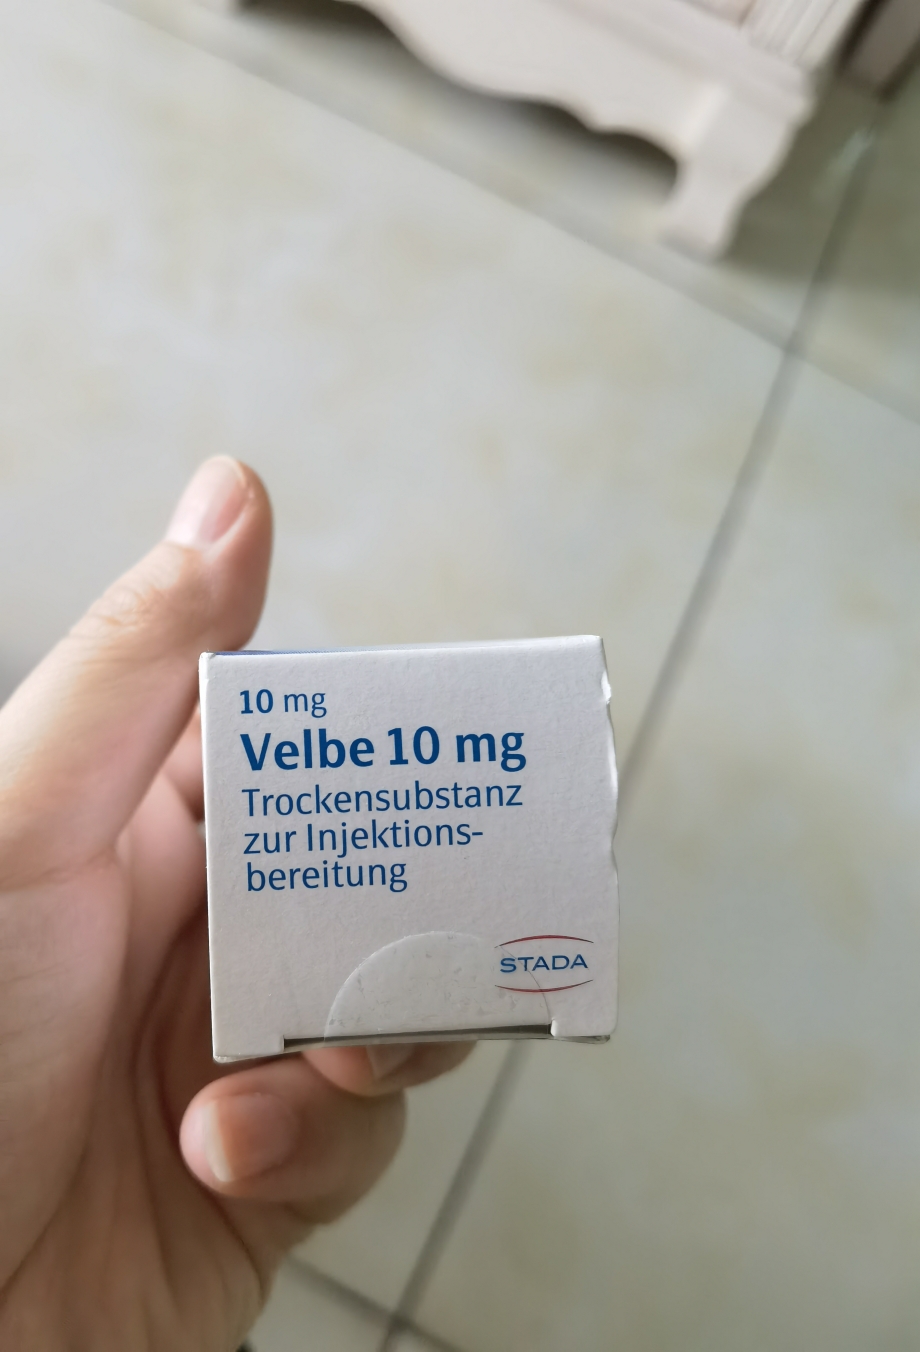 10 mg
Velbe 10 mg
Trockensubstanz
zur Injektions-
bereitung
STADA